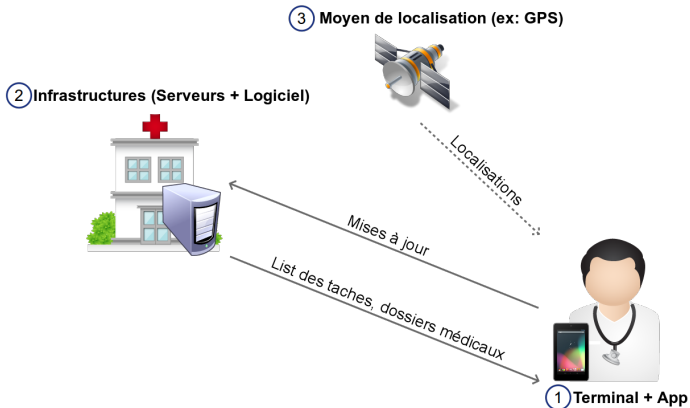 3 Moyen de localisation (ex: GPS)
2 Infrastructures (Serveurs + Logiciel)
Localisations
Mises à jour
List des taches, dossiers médicaux
1 Terminal + App